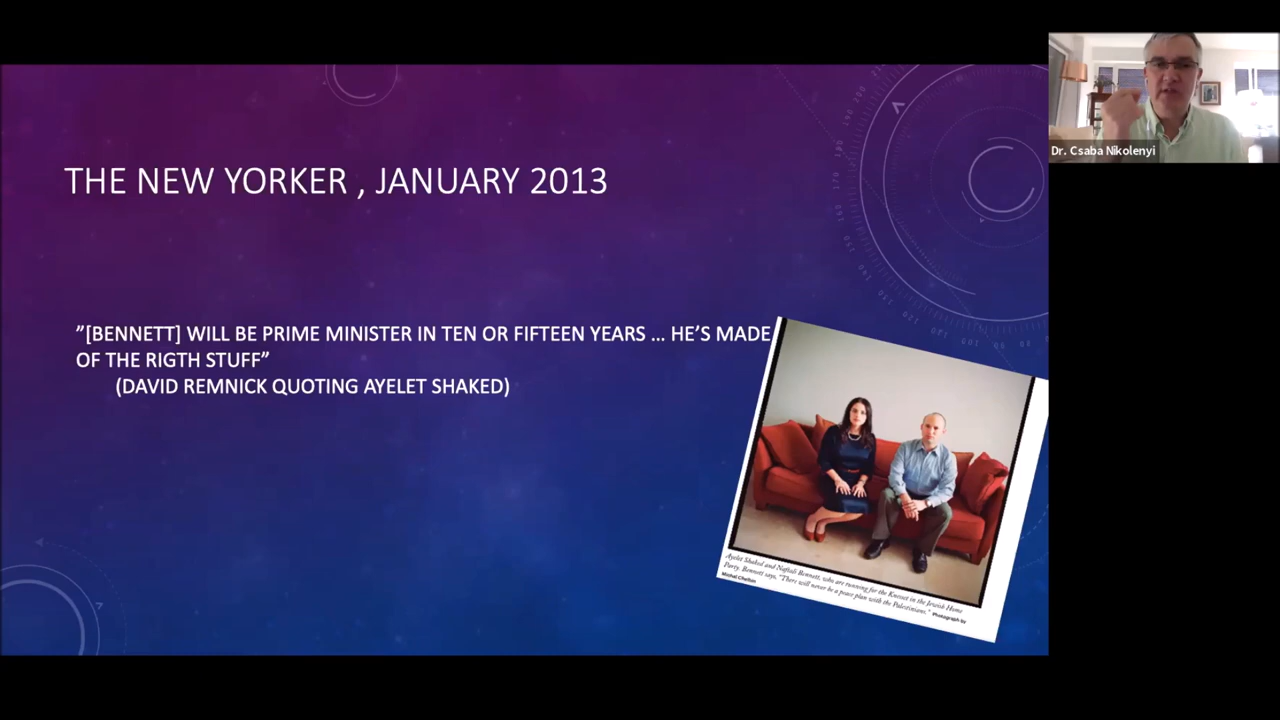 THE NEW YORKER , JANUARY 2013
”[BENNETT] WILL BE PRIME MINISTER IN TEN OR FIFTEEN YEARS ... HE’S MADE
OF THE RIGTH STUFF”
(DAVID REMNICK QUOTING AYELET SHAKED)
Ayelet Shaked and Naftali Bennett, who are running for the Knesset in the Jewish Home
Party. Bennett says, “There will never be a peace plan with the Palestinians.” Photograph by
Michal Chelbin
Dr. Csaba Nikolenyi